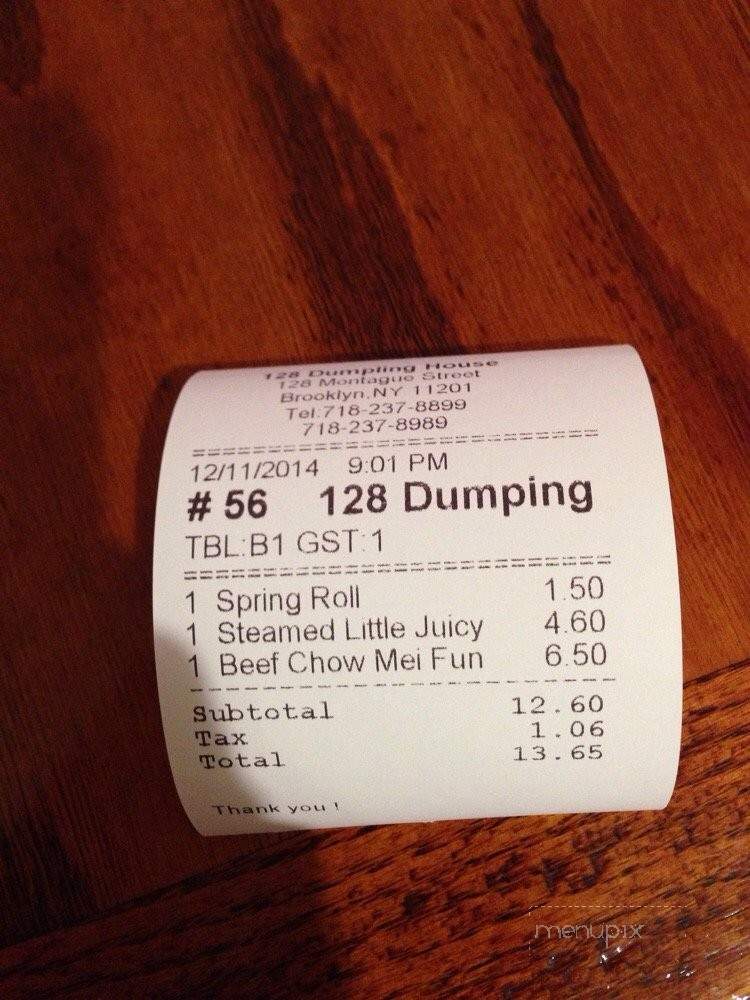 128 Dumpling House
128 Montague Street
Brooklyn,NY 11201
Tel:718-237-8899
718-237-8989
12/11/2014 9:01 PM
# 56 128 Dumping
TBL:B1 GST:1
1 Spring Roll 1.50
1 Steamed Little Juicy 4.60
1 Beef Chow Mei Fun 6.50
Subtotal 12.60
Tax 1.06
Total 13.65
Thank you !
menupix